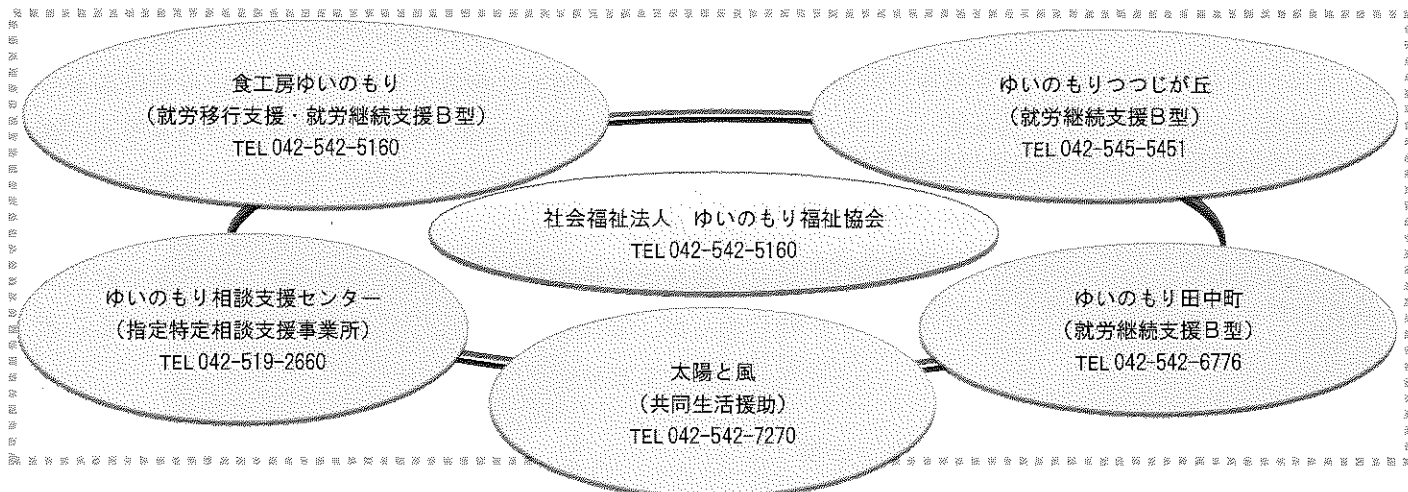 食工房ゆいのもり
（就労移行支援・就労継続支援Ｂ型）
TEL 042-542-5160
ゆいのもりつつじが丘
（就労継続支援Ｂ型）
TEL 042-545-5451
社会福祉法人　ゆいのもり福祉協会
TEL 042-542-5160
ゆいのもり相談支援センター
（指定特定相談支援事業所）
TEL 042-519-2660
ゆいのもり田中町
（就労継続支援Ｂ型）
TEL 042-542-6776
太陽と風
（共同生活援助）
TEL 042-542-7270